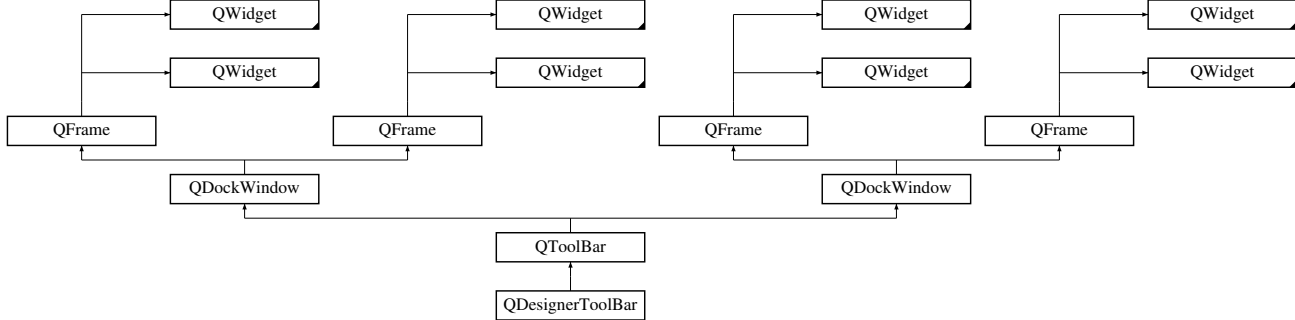 QWidget QWidget QWidget QWidget
QWidget QWidget QWidget QWidget
QFrame QFrame QFrame QFrame
QDockWindow QDockWindow
QToolBar
QDesignerToolBar